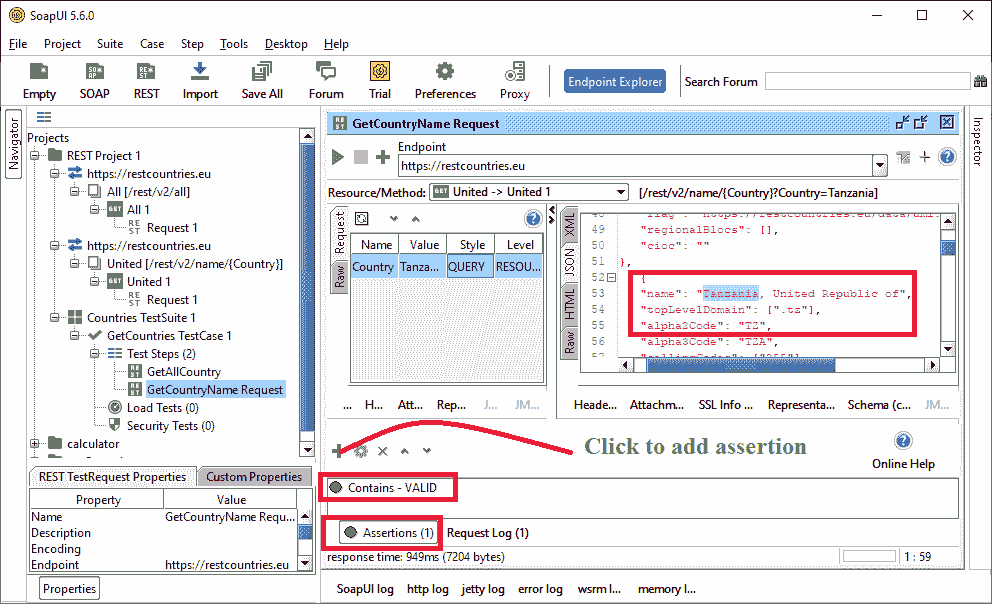 SoapUI 5.6.0
File Project Suite Case Step Tools Desktop Help
Empty SOAP REST Import Save All Forum Trial Preferences Proxy Endpoint Explorer Search Forum
Navigator
Projects
REST Project 1
https://restcountries.eu
All [/rest/v2/all]
All 1
Request 1
https://restcountries.eu
United [/rest/v2/name/{Country}]
United 1
Request 1
Countries TestSuite 1
GetCountries TestCase 1
Test Steps (2)
GetAllCountry
GetCountryName Request
Load Tests (0)
Security Tests (0)
calculator
REST TestRequest Properties Custom Properties
Property Value
Name GetCountryName Requ...
Description
Encoding
Endpoint https://restcountries.eu
Properties
GetCountryName Request
Endpoint
https://restcountries.eu
Resource/Method: GET United -> United 1 [/rest/v2/name/{Country}?Country=Tanzania]
Request
Raw
Name Value Style Level
Country Tanza... QUERY RESOU...
... H... Att... Rep... J... JM...
XML
JSON
HTML
Raw
49 "regionalBlocs": [],
50 "cioc": ""
51 },
52 {
53 "name": "Tanzania, United Republic of",
54 "topLevelDomain": [".tz"],
55 "alpha2Code": "TZ",
56 "alpha3Code": "TZA",
Heade... Attachm... SSL Info ... Representa... Schema (c... JM...
Click to add assertion
Online Help
Contains - VALID
Assertions (1) Request Log (1)
response time: 949ms (7204 bytes) 1 : 59
SoapUI log http log jetty log error log wsrm l... memory l...
Inspector